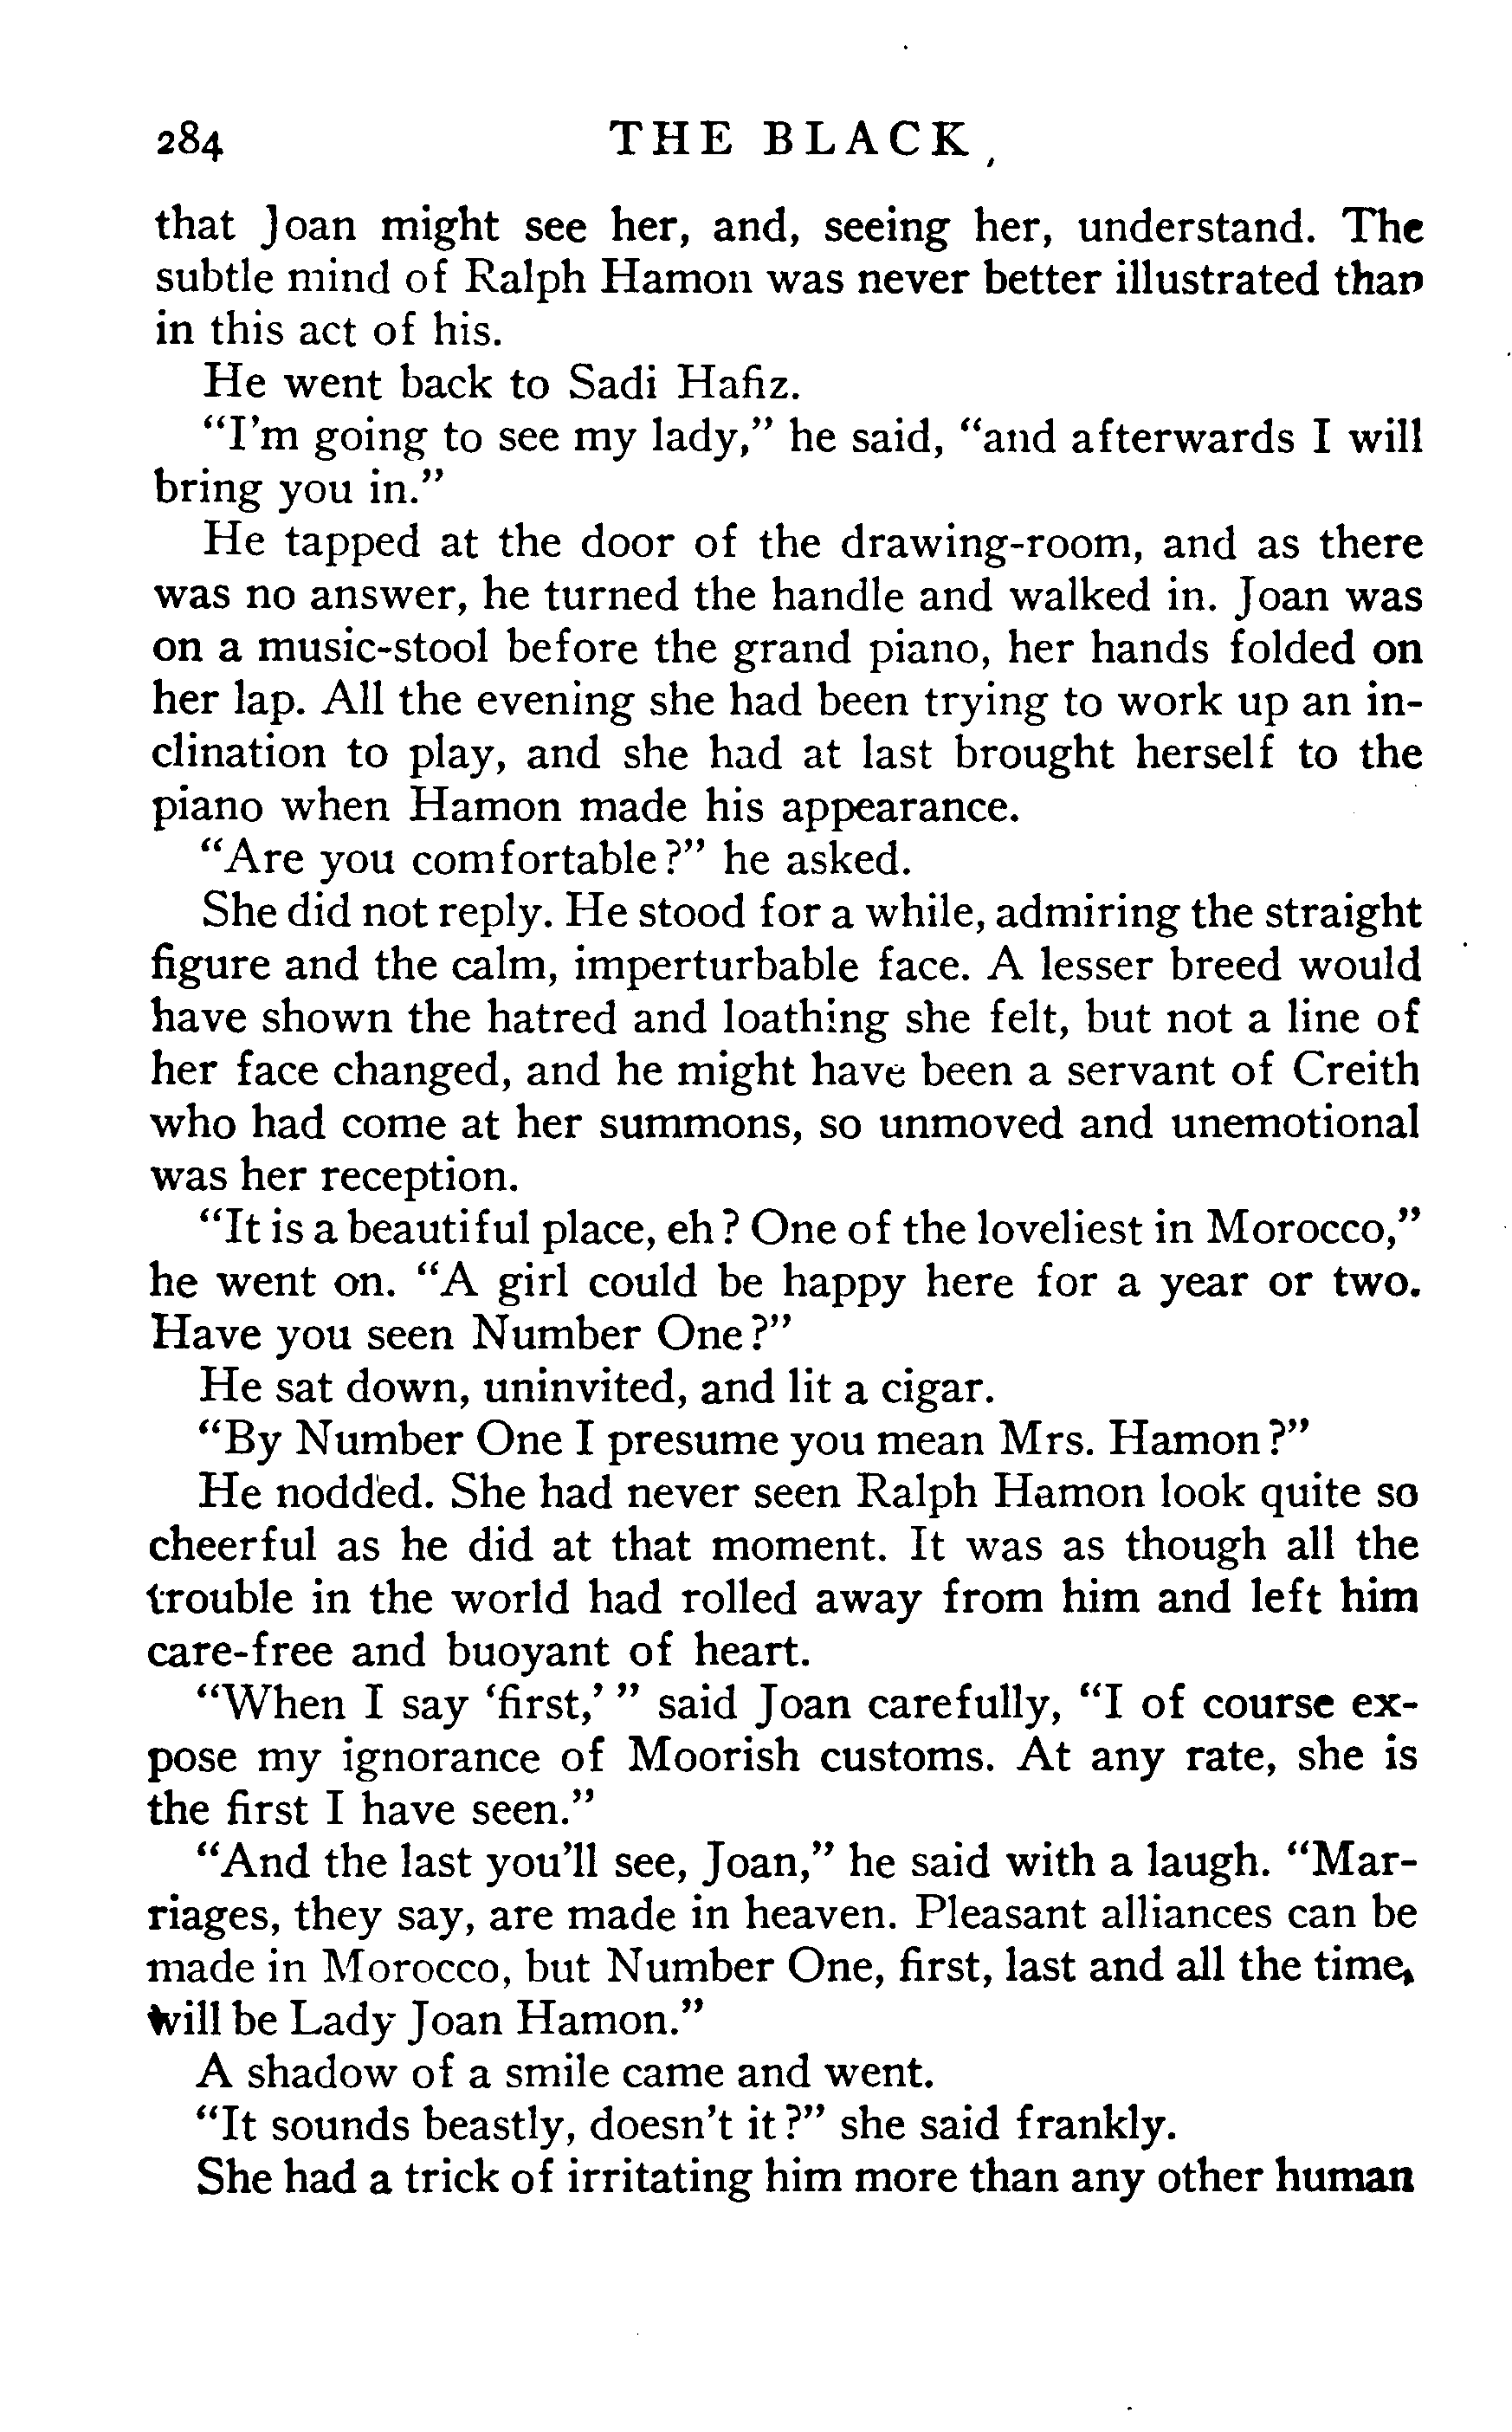 284 THE BLACK
that Joan might see her, and, seeing her, understand. The
subtle mind of Ralph Hamon was never better illustrated than
in this act of his.
He went back to Sadi Hafiz.
“I’m going to see my lady,” he said, “and afterwards I will
bring you in.”
He tapped at the door of the drawing-room, and as there
was no answer, he turned the handle and walked in. Joan was
on a music-stool before the grand piano, her hands folded on
her lap. All the evening she had been trying to work up an in-
clination to play, and she had at last brought herself to the
piano when Hamon made his appearance.
“Are you comfortable?” he asked.
She did not reply. He stood for a while, admiring the straight
figure and the calm, imperturbable face. A lesser breed would
have shown the hatred and loathing she felt, but not a line of
her face changed, and he might have been a servant of Creith
who had come at her summons, so unmoved and unemotional
was her reception.
“It is a beautiful place, eh? One of the loveliest in Morocco,”
he went on. “A girl could be happy here for a year or two.
Have you seen Number One?”
He sat down, uninvited, and lit a cigar.
“By Number One I presume you mean Mrs. Hamon?”
He nodded. She had never seen Ralph Hamon look quite so
cheerful as he did at that moment. It was as though all the
trouble in the world had rolled away from him and left him
care-free and buoyant of heart.
“When I say ‘first,’ ” said Joan carefully, “I of course ex-
pose my ignorance of Moorish customs. At any rate, she is
the first I have seen.”
“And the last you’ll see, Joan,” he said with a laugh. “Mar-
riages, they say, are made in heaven. Pleasant alliances can be
made in Morocco, but Number One, first, last and all the time,
will be Lady Joan Hamon.”
A shadow of a smile came and went.
“It sounds beastly, doesn’t it?” she said frankly.
She had a trick of irritating him more than any other human